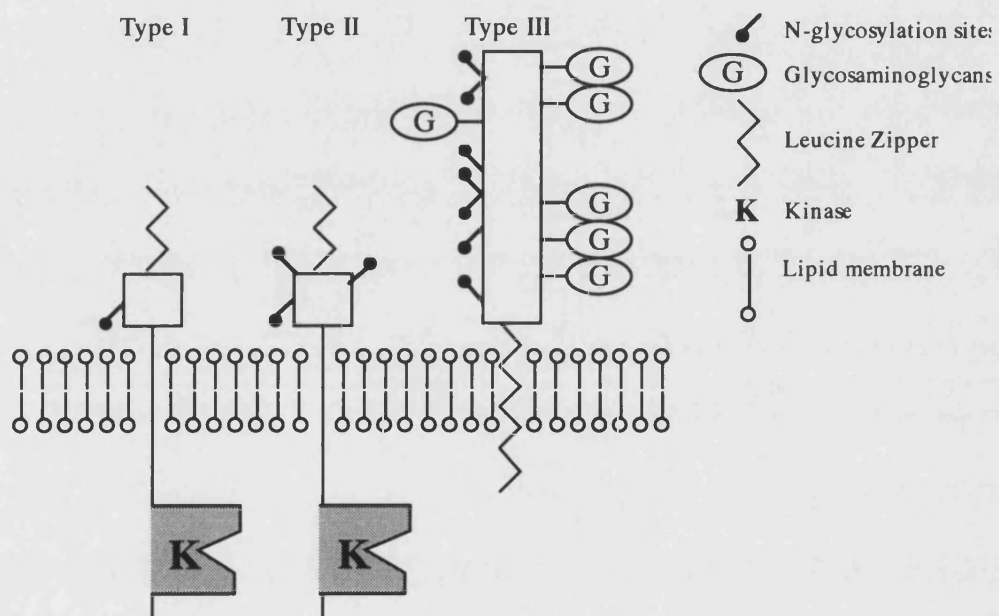 Type I
Type II
Type III
G
G
G
G
G
G
K
K
N-glycosylation sites
G
Glycosaminoglycans
Leucine Zipper
K
Kinase
Lipid membrane